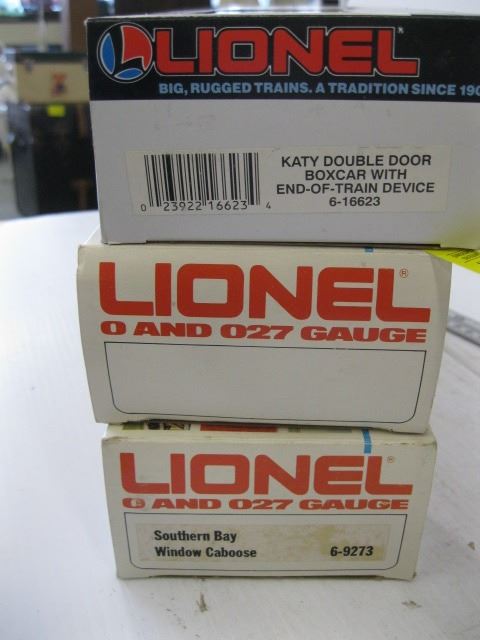 LIONEL
BIG, RUGGED TRAINS. A TRADITION SINCE 190
KATY DOUBLE DOOR
BOXCAR WITH
END-OF-TRAIN DEVICE
6-16623
0 23922 16623 4
LIONEL®
O AND O27 GAUGE
LIONEL®
O AND O27 GAUGE
Southern Bay
Window Caboose 6-9273